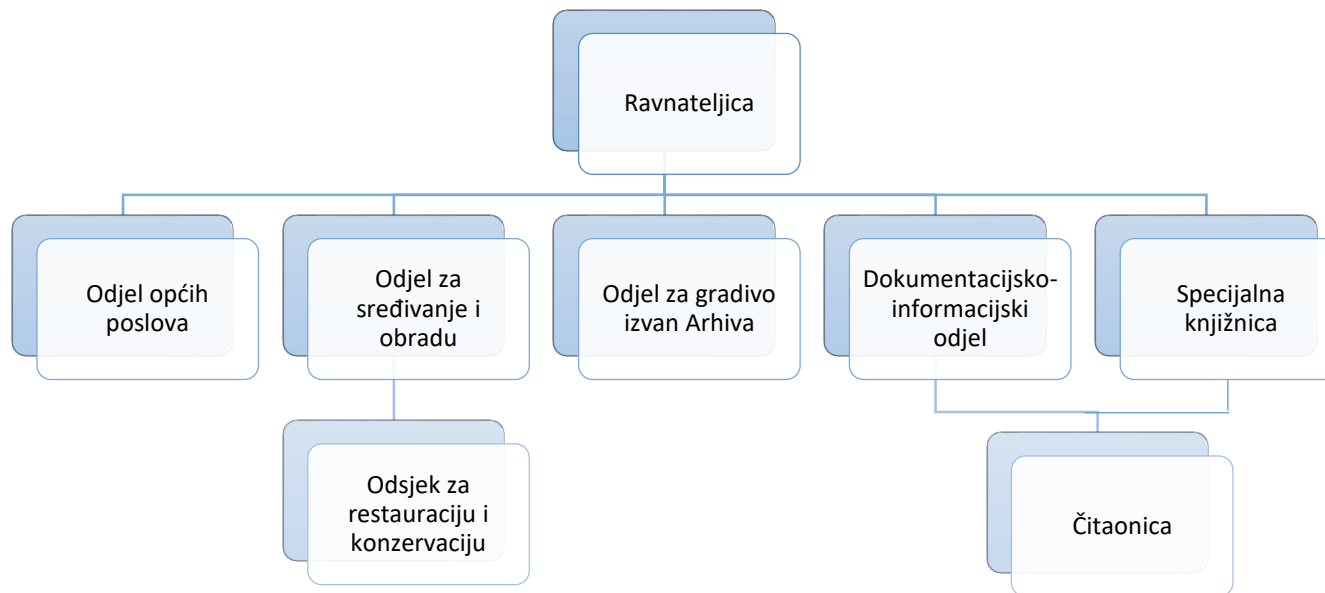 Ravnateljica
Odjel općih
poslova
Odjel za
sređivanje i
obradu
Odjel za gradivo
izvan Arhiva
Dokumentacijsko-
informacijski
odjel
Specijalna
knjižnica
Odsjek za
restauraciju i
konzervaciju
Čitaonica